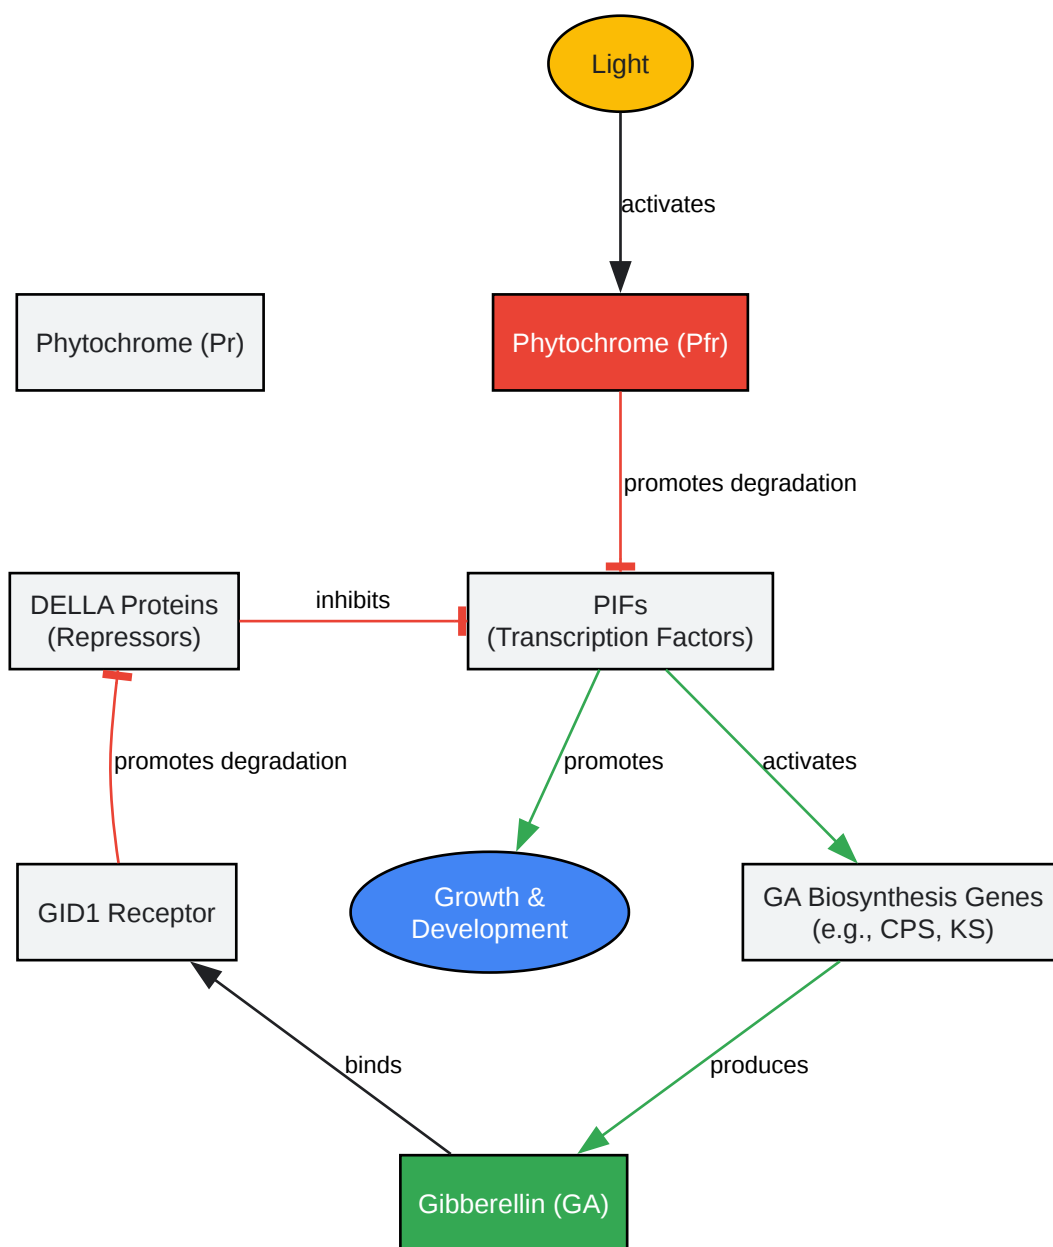 Light
activates
Phytochrome (Pr)
Phytochrome (Pfr)
promotes degradation
DELLA Proteins
(Repressors)
inhibits
PIFs
(Transcription Factors)
promotes degradation
promotes
activates
GID1 Receptor
Growth &
Development
GA Biosynthesis Genes
(e.g., CPS, KS)
binds
produces
Gibberellin (GA)